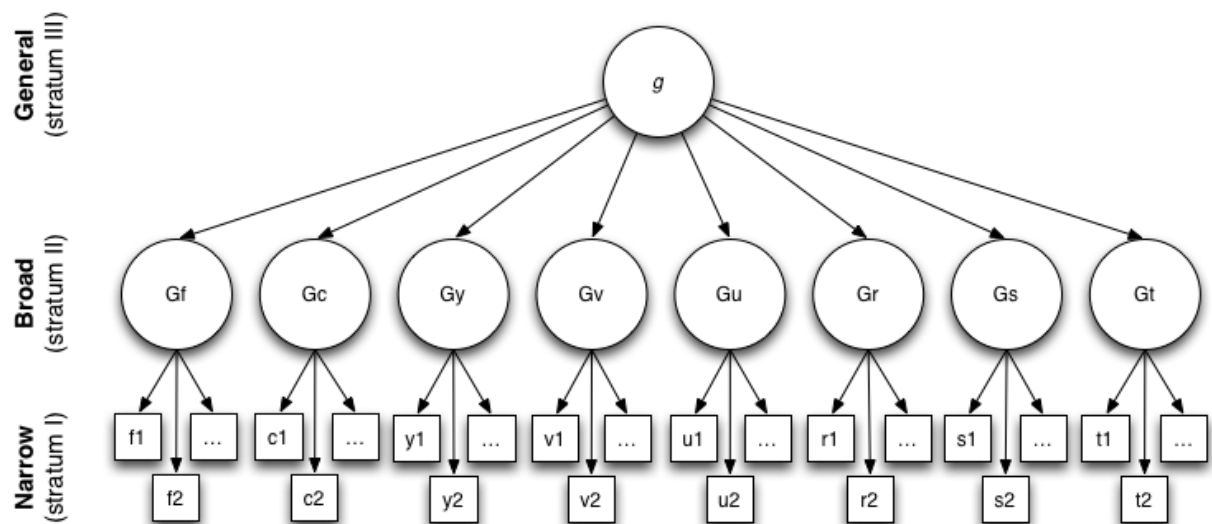 General
(stratum III)
g
Broad
(stratum II)
Gf Gc Gy Gv Gu Gr Gs Gt
Narrow
(stratum I)
f1 ... c1 ... y1 ... v1 ... u1 ... r1 ... s1 ... t1 ...
f2 c2 y2 v2 u2 r2 s2 t2